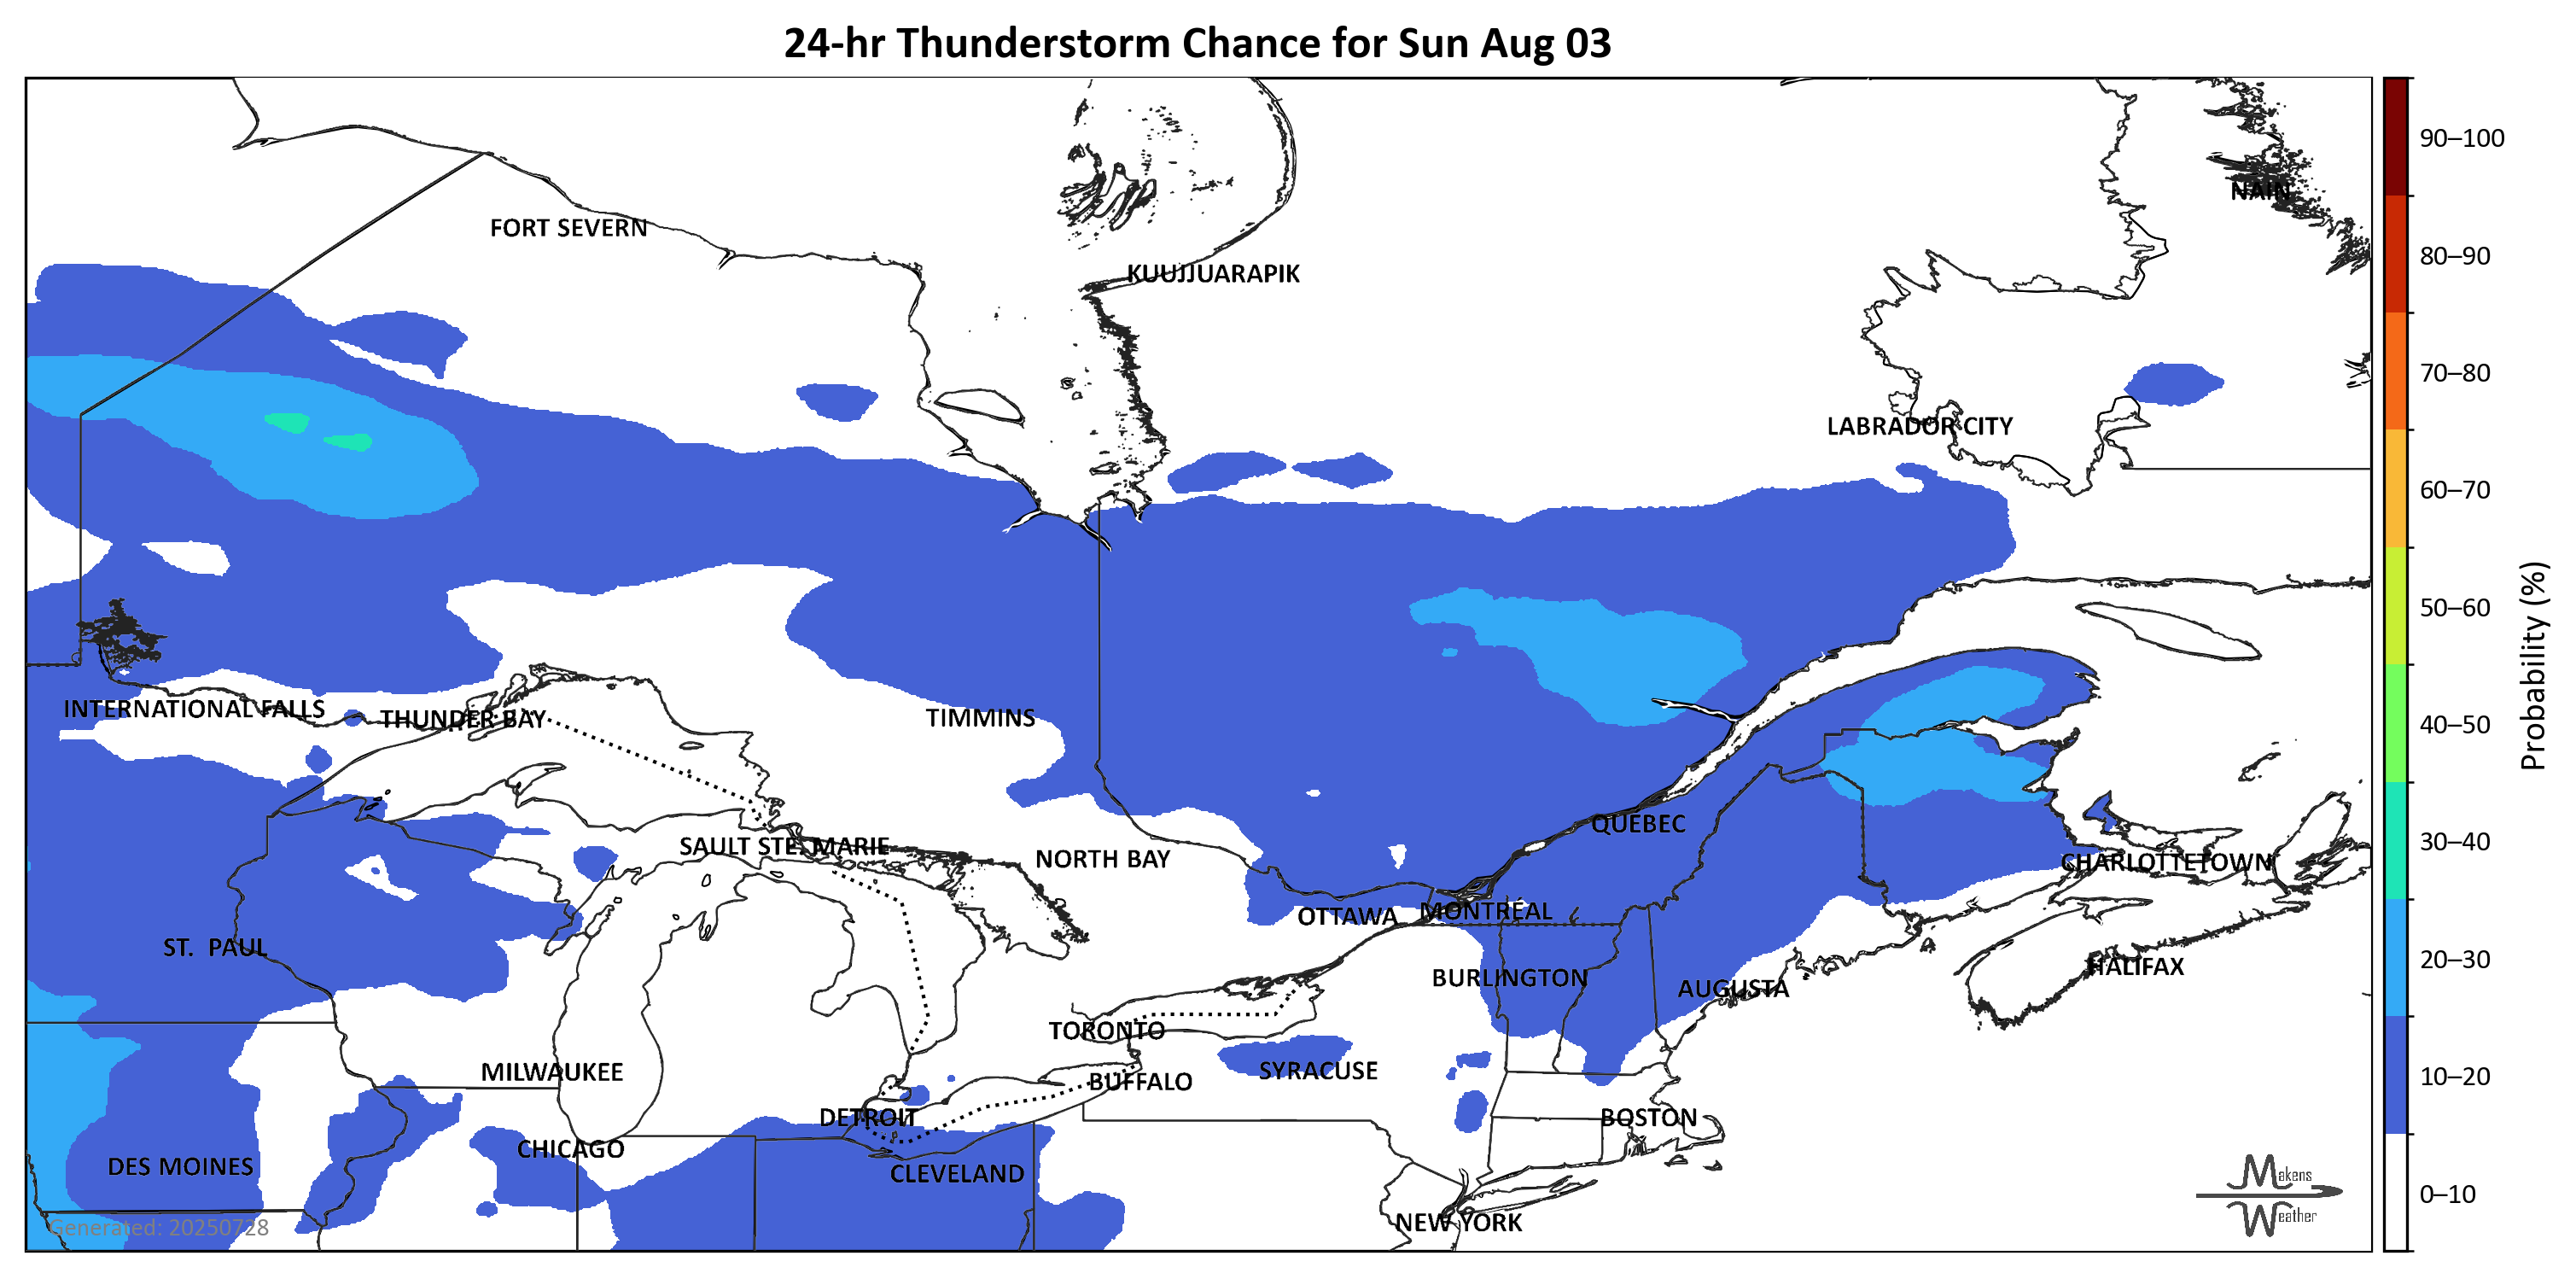 24-hr Thunderstorm Chance for Sun Aug 03
90–100
NAIN
FORT SEVERN
80–90
KUUJJUARAPIK
70–80
LABRADOR CITY
60–70
50–60
Probability (%)
INTERNATIONAL FALLS
THUNDER BAY
TIMMINS
40–50
QUEBEC
SAULT STE. MARIE
30–40
NORTH BAY
CHARLOTTETOWN
OTTAWA
MONTRÉAL
ST. PAUL
20–30
HALIFAX
BURLINGTON
AUGUSTA
TORONTO
MILWAUKEE
SYRACUSE
10–20
BUFFALO
DETROIT
BOSTON
CHICAGO
DES MOINES
CLEVELAND
Makens
Weather
0–10
NEW YORK
Generated: 20250728